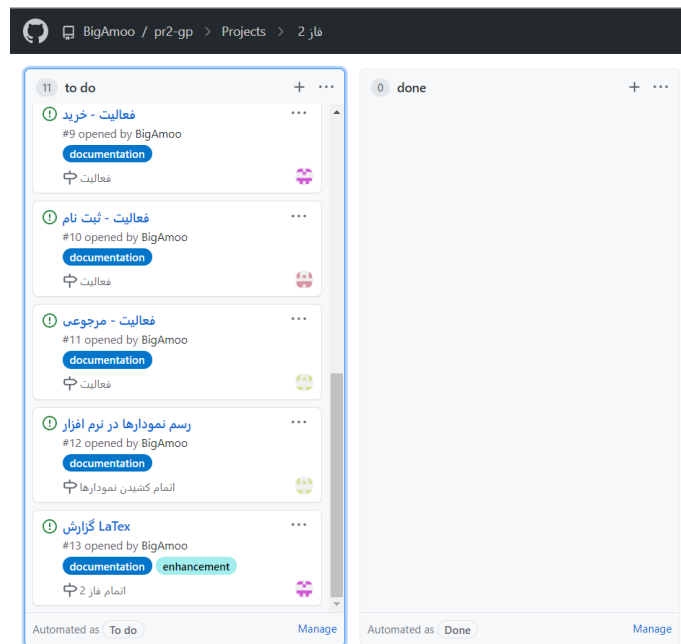 BigAmoo / pr2-gp > Projects > فاز 2
11 to do
فعالیت - خرید
#9 opened by BigAmoo
documentation
فعالیت
فعالیت - ثبت نام
#10 opened by BigAmoo
documentation
فعالیت
فعالیت - مرجوعی
#11 opened by BigAmoo
documentation
فعالیت
رسم نمودارها در نرم افزار
#12 opened by BigAmoo
documentation
اتمام کشیدن نمودارها
گزارش LaTex
#13 opened by BigAmoo
documentation enhancement
اتمام فاز 2
Automated as To do Manage
0 done
Automated as Done Manage